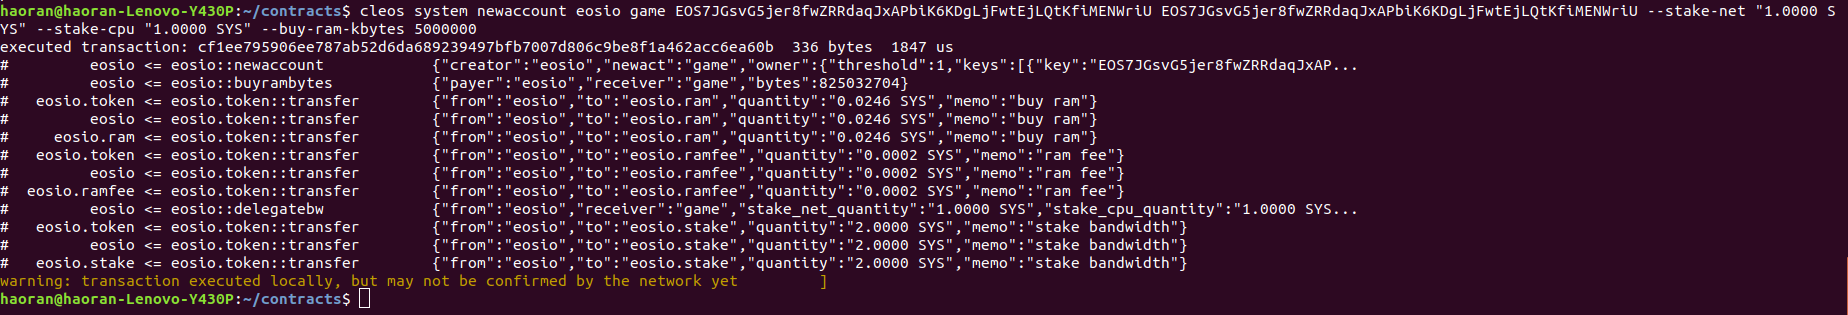 haoran@haoran-Lenovo-Y430P:~/contracts$ cleos system newaccount eosio game EOS7JGsvG5jer8fwZRRdaqJxAPbiK6KDgLjFwtEjLQtKfiMENWriU EOS7JGsvG5jer8fwZRRdaqJxAPbiK6KDgLjFwtEjLQtKfiMENWriU --stake-net "1.0000 S
YS" --stake-cpu "1.0000 SYS" --buy-ram-kbytes 5000000
executed transaction: cf1ee795906ee787ab52d6da689239497bfb7007d806c9be8f1a462acc6ea60b  336 bytes  1847 us
#         eosio <= eosio::newaccount            {"creator":"eosio","newact":"game","owner":{"threshold":1,"keys":[{"key":"EOS7JGsvG5jer8fwZRRdaqJxAP...
#         eosio <= eosio::buyrambytes           {"payer":"eosio","receiver":"game","bytes":825032704}
#   eosio.token <= eosio.token::transfer        {"from":"eosio","to":"eosio.ram","quantity":"0.0246 SYS","memo":"buy ram"}
#         eosio <= eosio.token::transfer        {"from":"eosio","to":"eosio.ram","quantity":"0.0246 SYS","memo":"buy ram"}
#     eosio.ram <= eosio.token::transfer        {"from":"eosio","to":"eosio.ram","quantity":"0.0246 SYS","memo":"buy ram"}
#   eosio.token <= eosio.token::transfer        {"from":"eosio","to":"eosio.ramfee","quantity":"0.0002 SYS","memo":"ram fee"}
#         eosio <= eosio.token::transfer        {"from":"eosio","to":"eosio.ramfee","quantity":"0.0002 SYS","memo":"ram fee"}
#  eosio.ramfee <= eosio.token::transfer        {"from":"eosio","to":"eosio.ramfee","quantity":"0.0002 SYS","memo":"ram fee"}
#         eosio <= eosio::delegatebw            {"from":"eosio","receiver":"game","stake_net_quantity":"1.0000 SYS","stake_cpu_quantity":"1.0000 SYS...
#   eosio.token <= eosio.token::transfer        {"from":"eosio","to":"eosio.stake","quantity":"2.0000 SYS","memo":"stake bandwidth"}
#         eosio <= eosio.token::transfer        {"from":"eosio","to":"eosio.stake","quantity":"2.0000 SYS","memo":"stake bandwidth"}
#   eosio.stake <= eosio.token::transfer        {"from":"eosio","to":"eosio.stake","quantity":"2.0000 SYS","memo":"stake bandwidth"}
warning: transaction executed locally, but may not be confirmed by the network yet         ]
haoran@haoran-Lenovo-Y430P:~/contracts$